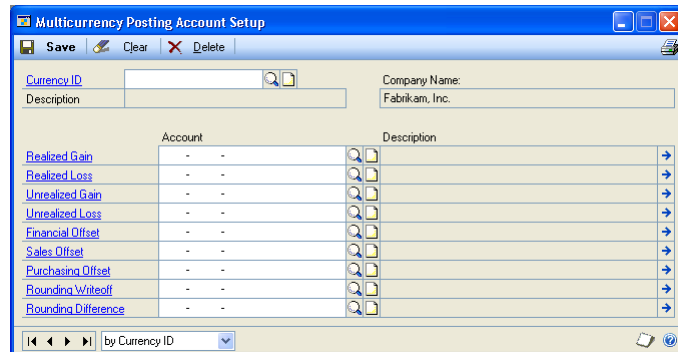 Multicurrency Posting Account Setup
Save Clear Delete
Currency ID Company Name:
Description Fabrikam, Inc.
Account Description
Realized Gain - -
Realized Loss - -
Unrealized Gain - -
Unrealized Loss - -
Financial Offset - -
Sales Offset - -
Purchasing Offset - -
Rounding Writeoff - -
Rounding Difference - -
by Currency ID